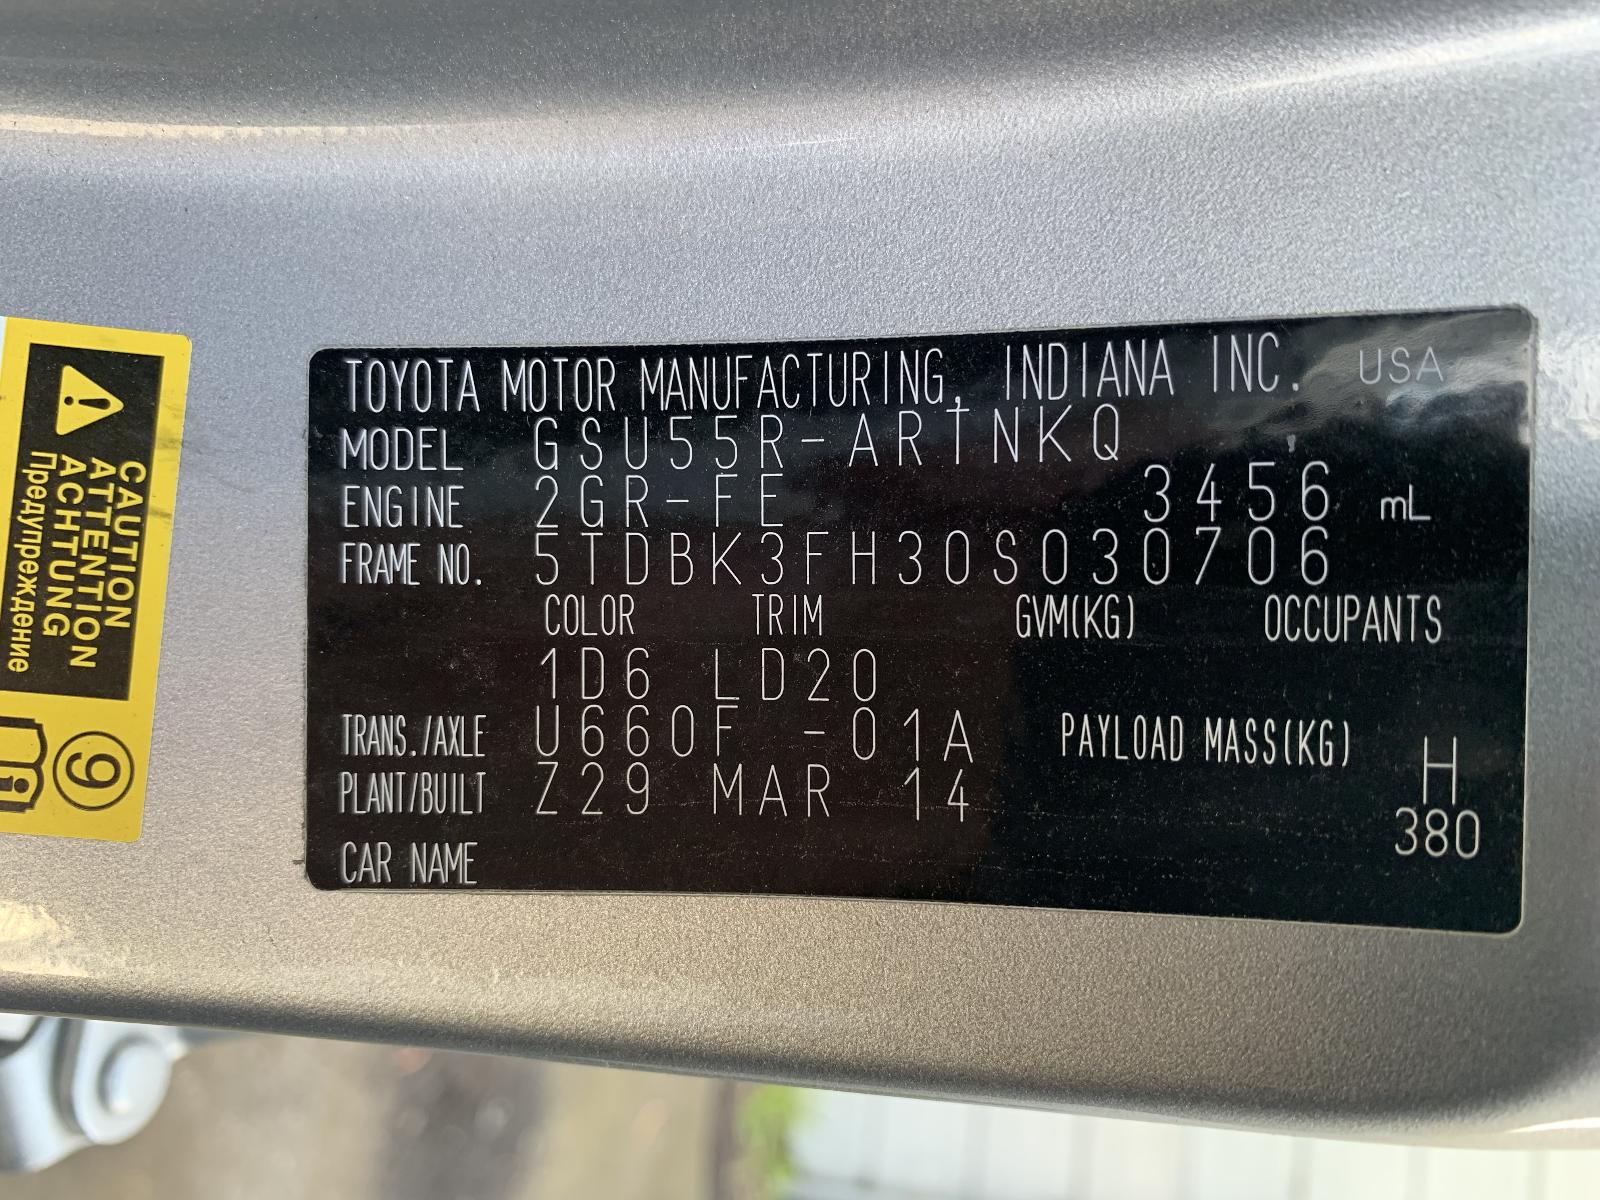 TOYOTA MOTOR MANUFACTURING, INDIANA INC. USA
MODEL GSU55R-ARTNKQ
ENGINE 2GR-FE 3456 mL
FRAME NO. 5TDBK3FH30S030706
COLOR TRIM GVM(KG) OCCUPANTS
1D6 LD20
TRANS./AXLE U660F -01A PAYLOAD MASS(KG) H
PLANT/BUILT Z29 MAR 14
380
CAR NAME
CAUTION
ATTENTION
ACHTUNG
Предупреждение
9